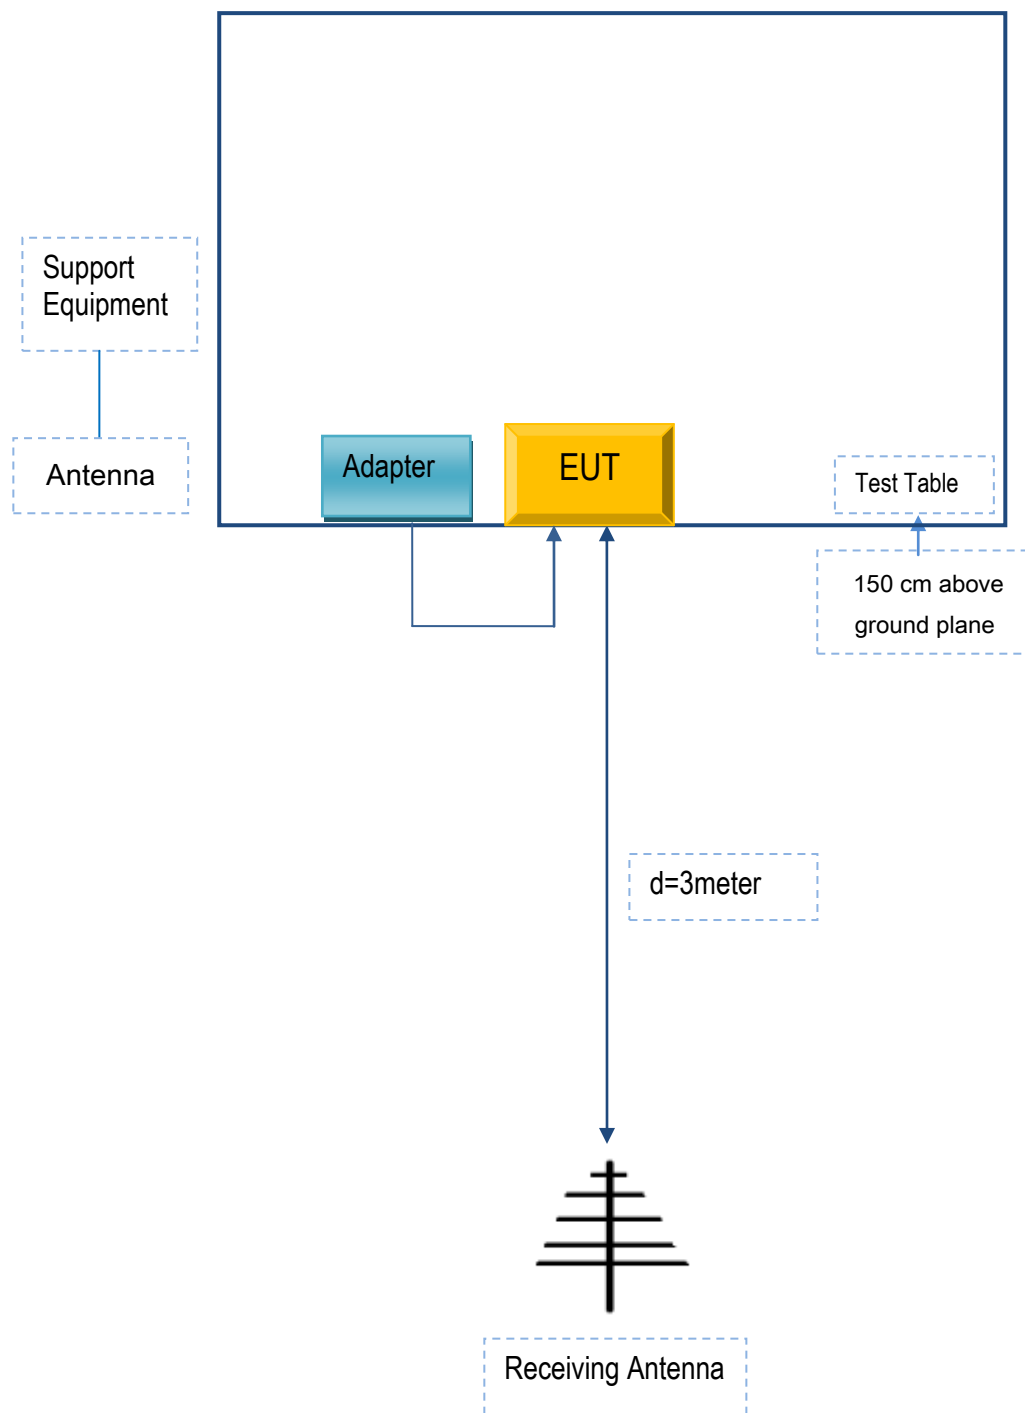 Support
Equipment
Antenna
Adapter
EUT
Test Table
150 cm above
ground plane
d=3meter
Receiving Antenna